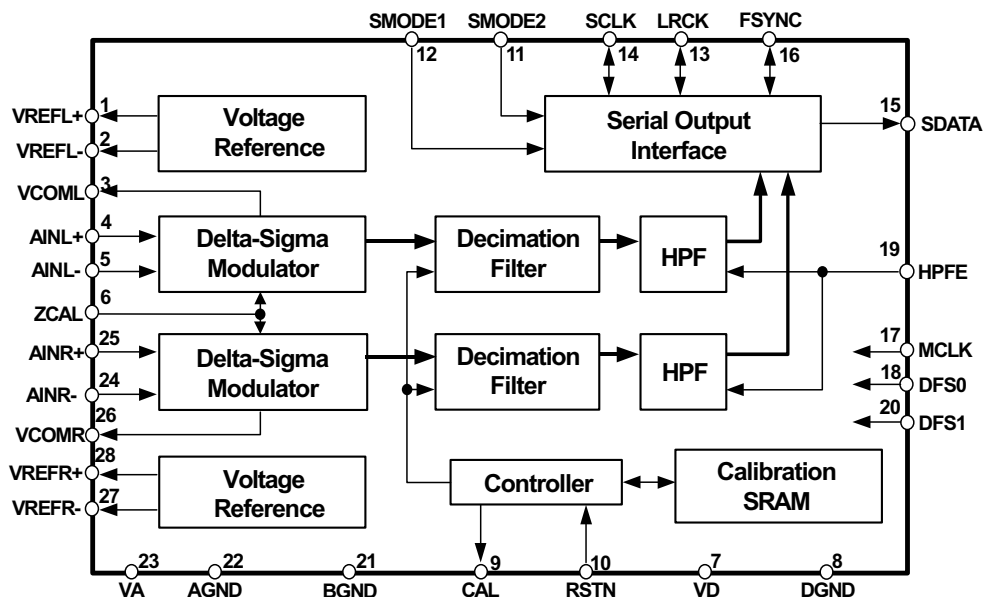 SMODE1
SMODE2
SCLK
LRCK
FSYNC
12
11
14
13
16
VREFL+
1
Voltage
Reference
Serial Output
Interface
15
SDATA
VREFL-
2
VCOML
3
AINL+
4
Delta-Sigma
Modulator
Decimation
Filter
HPF
19
HPFE
AINL-
5
ZCAL
6
AINR+
25
Delta-Sigma
Modulator
Decimation
Filter
HPF
17
MCLK
AINR-
24
18
DFS0
VCOMR
26
20
DFS1
VREFR+
28
Voltage
Reference
Controller
Calibration
SRAM
VREFR-
27
23
22
21
9
10
7
8
VA
AGND
BGND
CAL
RSTN
VD
DGND